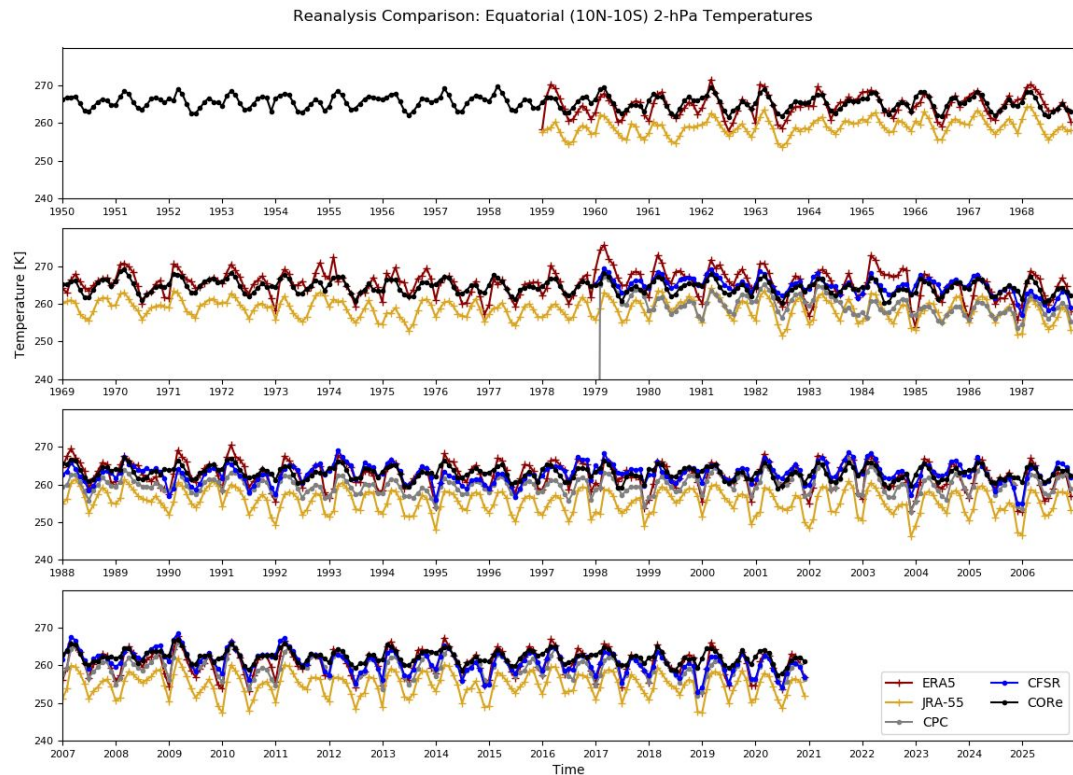 Reanalysis Comparison: Equatorial (10N-10S) 2-hPa Temperatures
270
260
250
240
1950 1951 1952 1953 1954 1955 1956 1957 1958 1959 1960 1961 1962 1963 1964 1965 1966 1967 1968
270
260
250
240
1969 1970 1971 1972 1973 1974 1975 1976 1977 1978 1979 1980 1981 1982 1983 1984 1985 1986 1987
Temperature [K]
270
260
250
240
1988 1989 1990 1991 1992 1993 1994 1995 1996 1997 1998 1999 2000 2001 2002 2003 2004 2005 2006
270
260
250
240
2007 2008 2009 2010 2011 2012 2013 2014 2015 2016 2017 2018 2019 2020 2021 2022 2023 2024 2025
Time
ERA5
JRA-55
CPC
CFSR
CORe